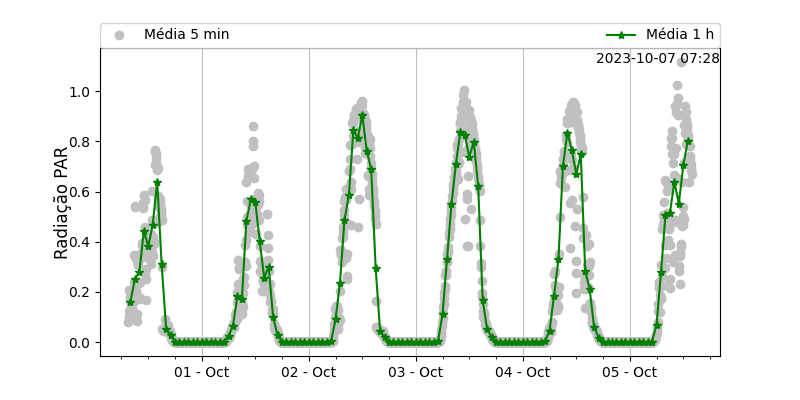 Média 5 min
Média 1 h
2023-10-07 07:28
Radiação PAR
1.0
0.8
0.6
0.4
0.2
0.0
01 - Oct
02 - Oct
03 - Oct
04 - Oct
05 - Oct